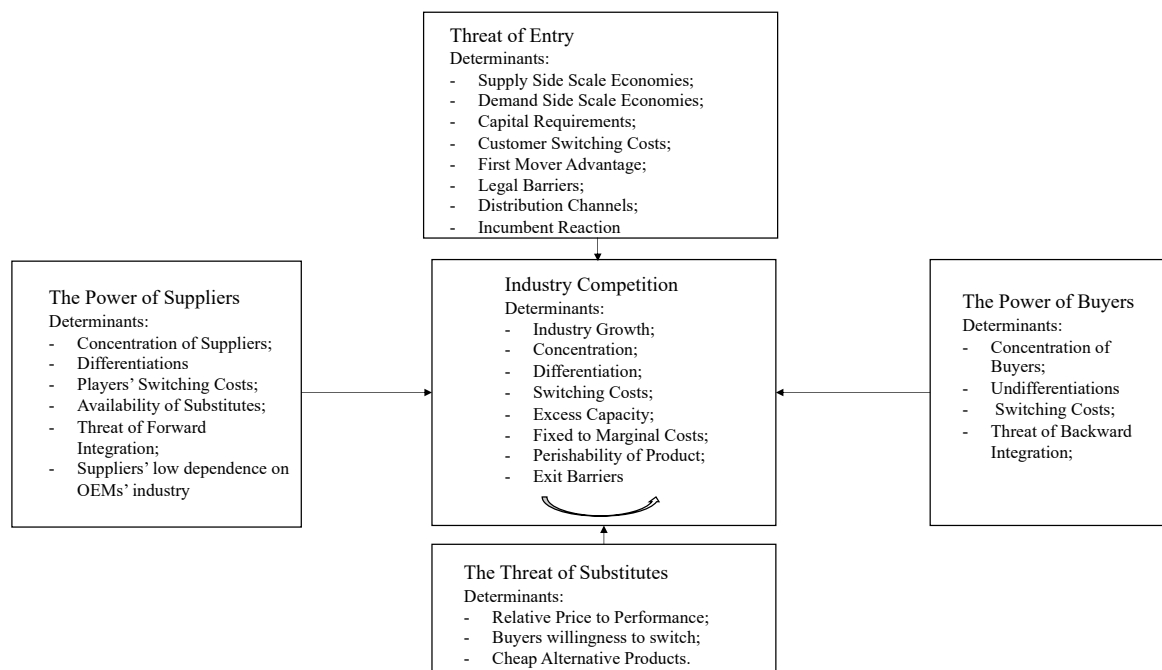 Threat of Entry
Determinants:
- Supply Side Scale Economies;
- Demand Side Scale Economies;
- Capital Requirements;
- Customer Switching Costs;
- First Mover Advantage;
- Legal Barriers;
- Distribution Channels;
- Incumbent Reaction
The Power of Suppliers
Determinants:
- Concentration of Suppliers;
- Differentiations
- Players’ Switching Costs;
- Availability of Substitutes;
- Threat of Forward
Integration;
- Suppliers’ low dependence on
OEMs’ industry
Industry Competition
Determinants:
- Industry Growth;
- Concentration;
- Differentiation;
- Switching Costs;
- Excess Capacity;
- Fixed to Marginal Costs;
- Perishability of Product;
- Exit Barriers
The Power of Buyers
Determinants:
- Concentration of
Buyers;
- Undifferentiations
- Switching Costs;
- Threat of Backward
Integration;
The Threat of Substitutes
Determinants:
- Relative Price to Performance;
- Buyers willingness to switch;
- Cheap Alternative Products.